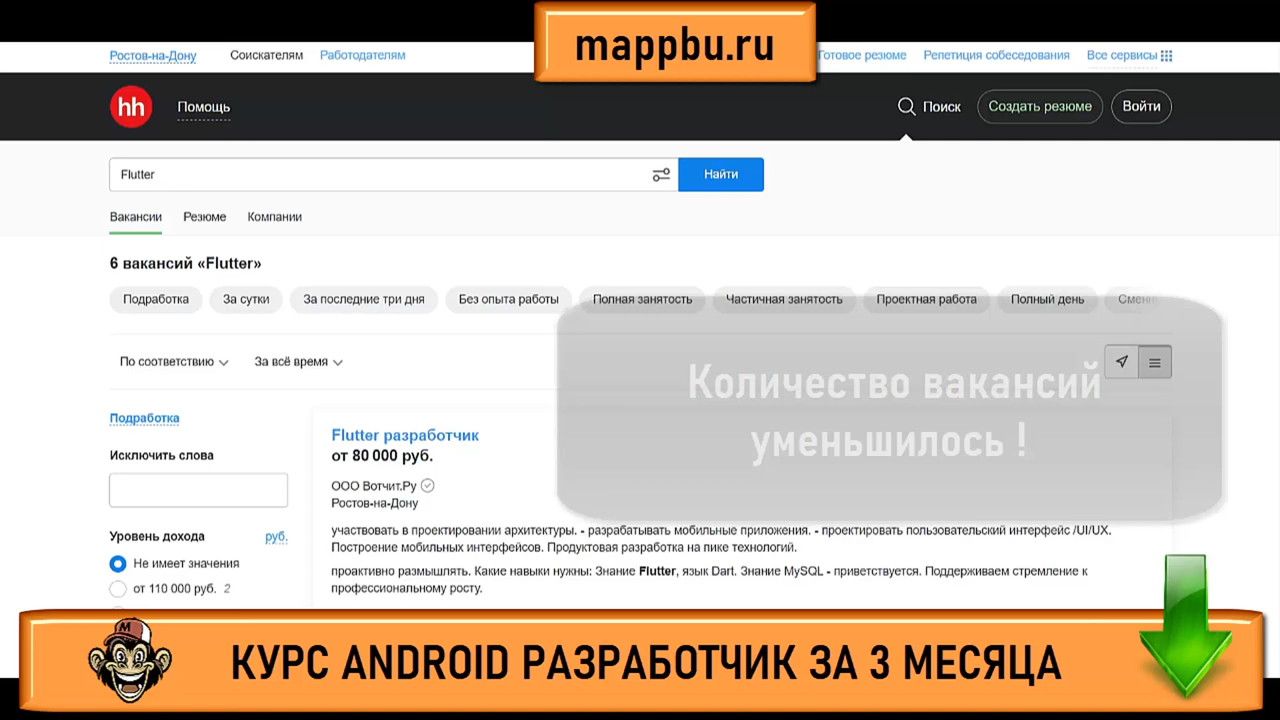 mappbu.ru
Ростов-на-Дону Соискателям Работодателям Готовое резюме Репетиция собеседования Все сервисы
hh Помощь Поиск Создать резюме Войти
Flutter Найти
Вакансии Резюме Компании
6 вакансий «Flutter»
Подработка За сутки За последние три дня Без опыта работы Полная занятость Частичная занятость Проектная работа Полный день
По соответствию За всё время
Количество вакансий
уменьшилось !
Подработка
Исключить слова
Уровень дохода руб.
Не имеет значения
от 110 000 руб. 2
Flutter разработчик
от 80 000 руб.
ООО Вотчит.Ру
Ростов-на-Дону
участвовать в проектировании архитектуры. - разрабатывать мобильные приложения. - проектировать пользовательский интерфейс /UI/UX.
Построение мобильных интерфейсов. Продуктовая разработка на пике технологий.
проактивно размышлять. Какие навыки нужны: Знание Flutter, язык Dart. Знание MySQL - приветствуется. Поддерживаем стремление к
профессиональному росту.
M
КУРС ANDROID РАЗРАБОТЧИК ЗА 3 МЕСЯЦА